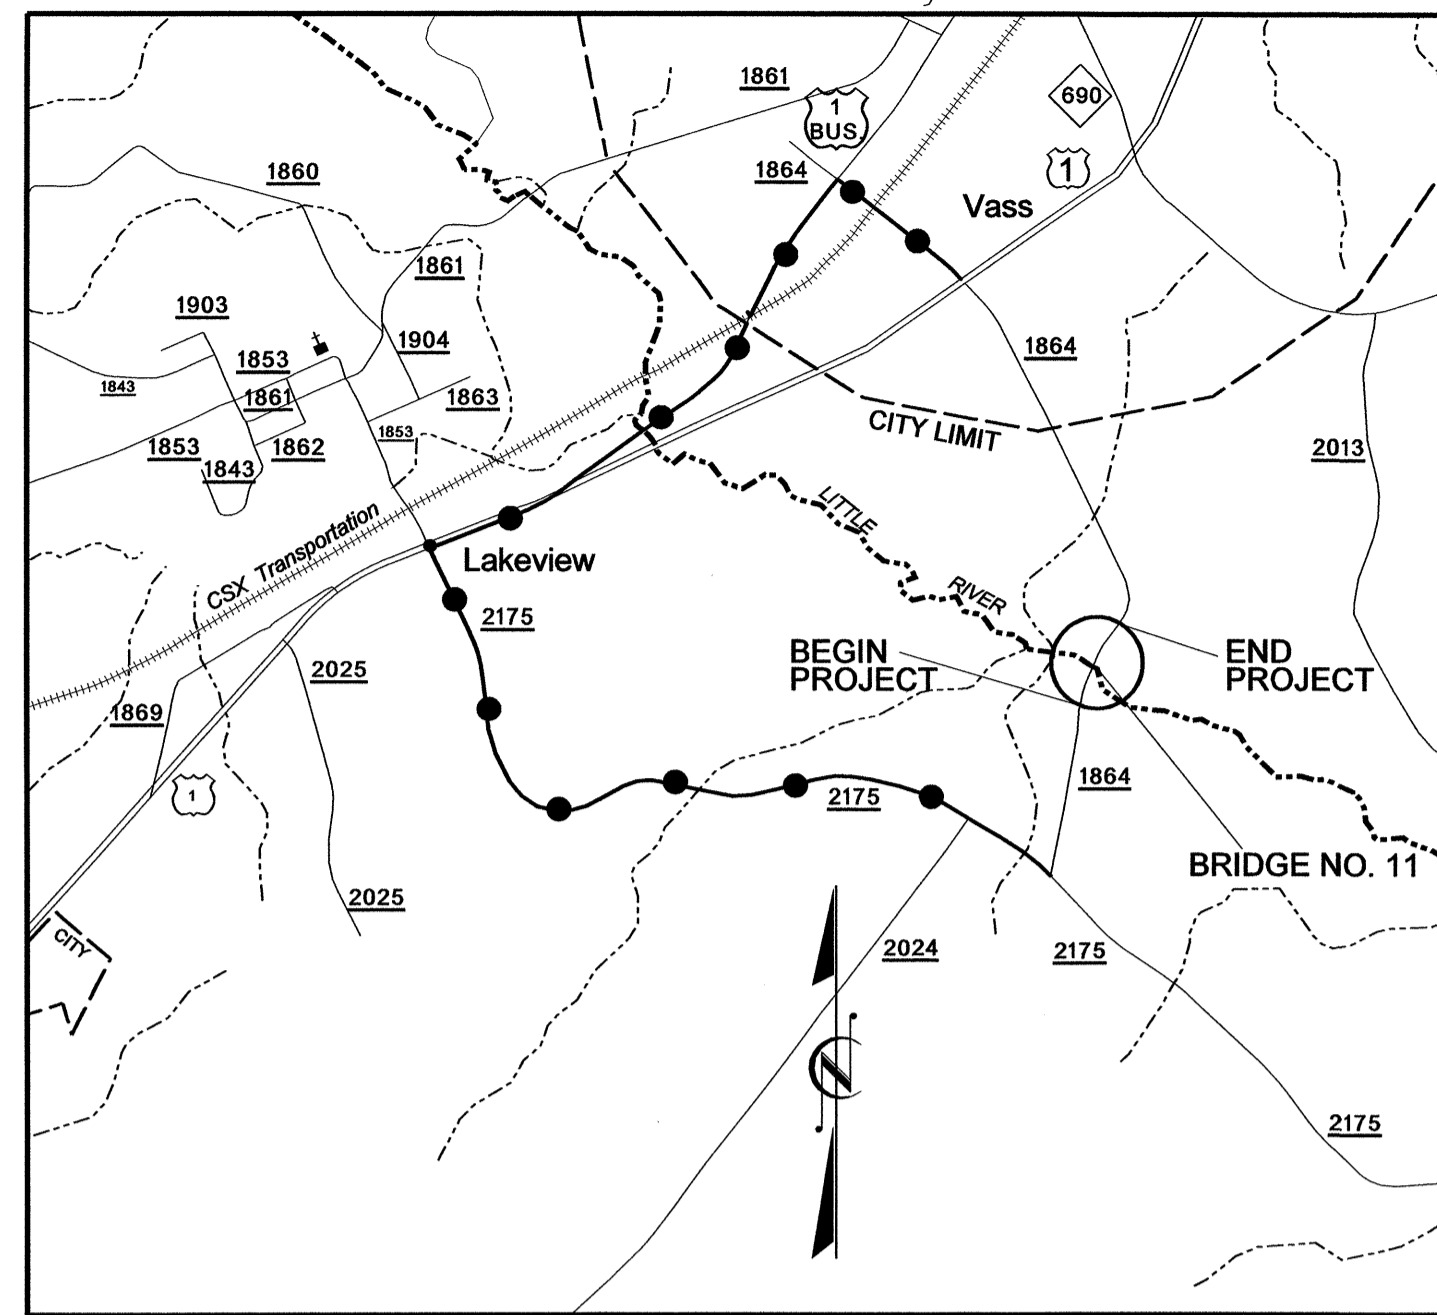 1861
1
BUS.
690
1
1864
Vass
1860
1861
1903
1853
1904
1864
1843
1861
1863
1853
1853
1862
1843
CITY LIMIT
2013
LITTLE
CSX Transportation
Lakeview
RIVER
2175
BEGIN
PROJECT
END
PROJECT
2025
1869
1
1864
2175
BRIDGE NO. 11
2025
CITY
2024
2175
N
2175